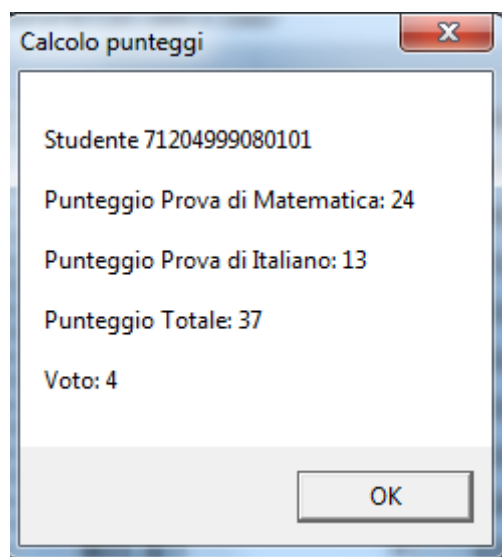 Calcolo punteggi
Studente 71204999080101
Punteggio Prova di Matematica: 24
Punteggio Prova di Italiano: 13
Punteggio Totale: 37
Voto: 4
OK